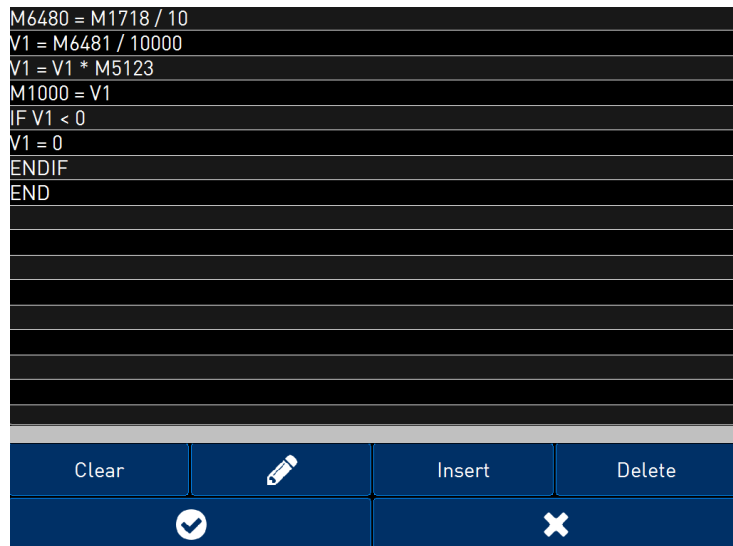 M6480 = M1718 / 10
V1 = M6481 / 10000
V1 = V1 * M5123
M1000 = V1
IF V1 < 0
V1 = 0
ENDIF
END
Clear
Insert
Delete